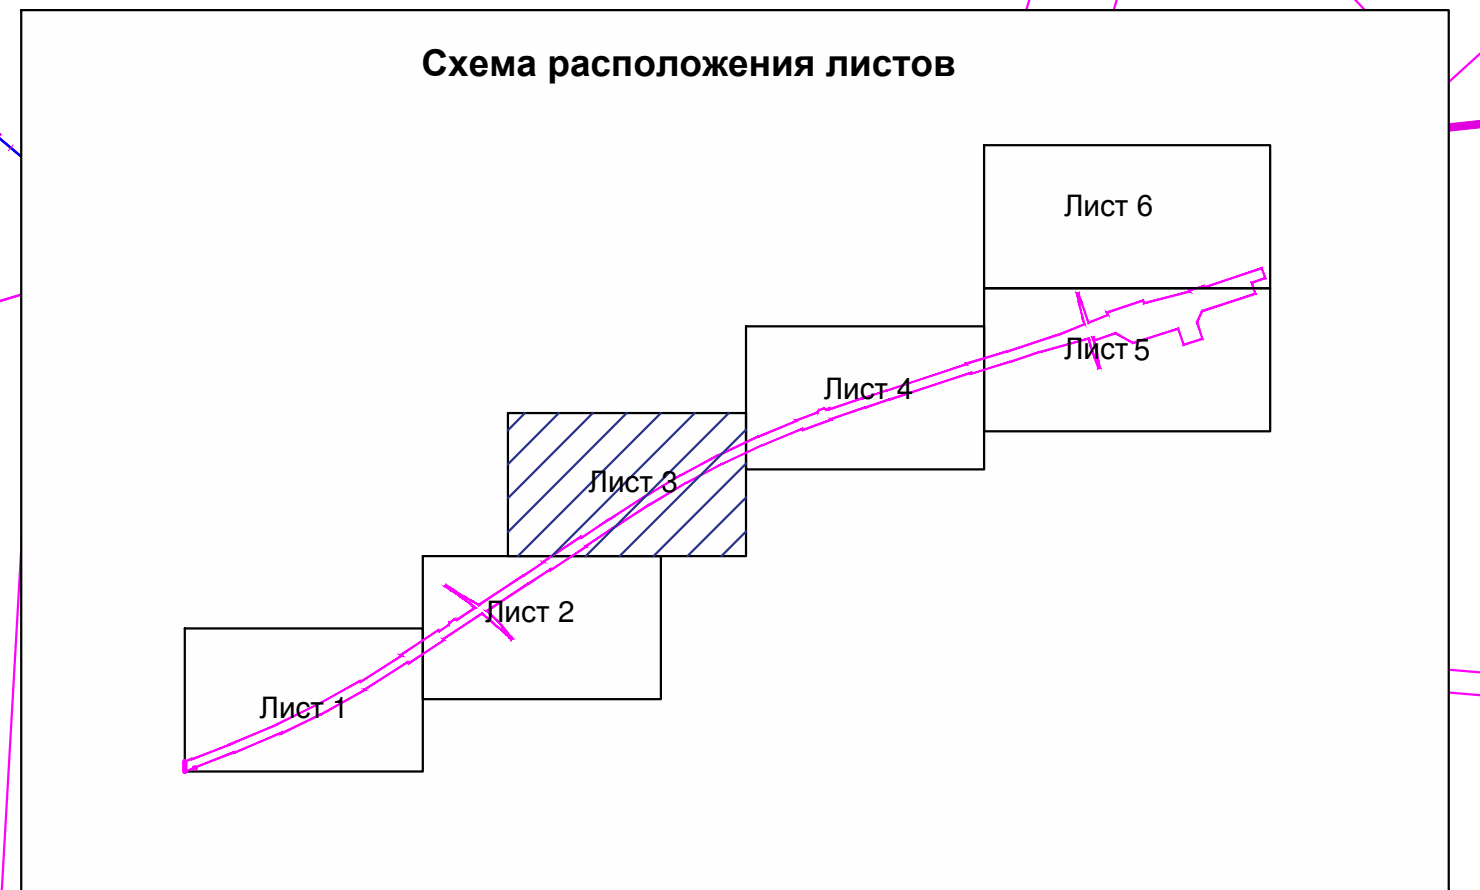 Схема расположения листов
Лист 6
Лист 5
Лист 4
Лист 3
Лист 2
Лист 1